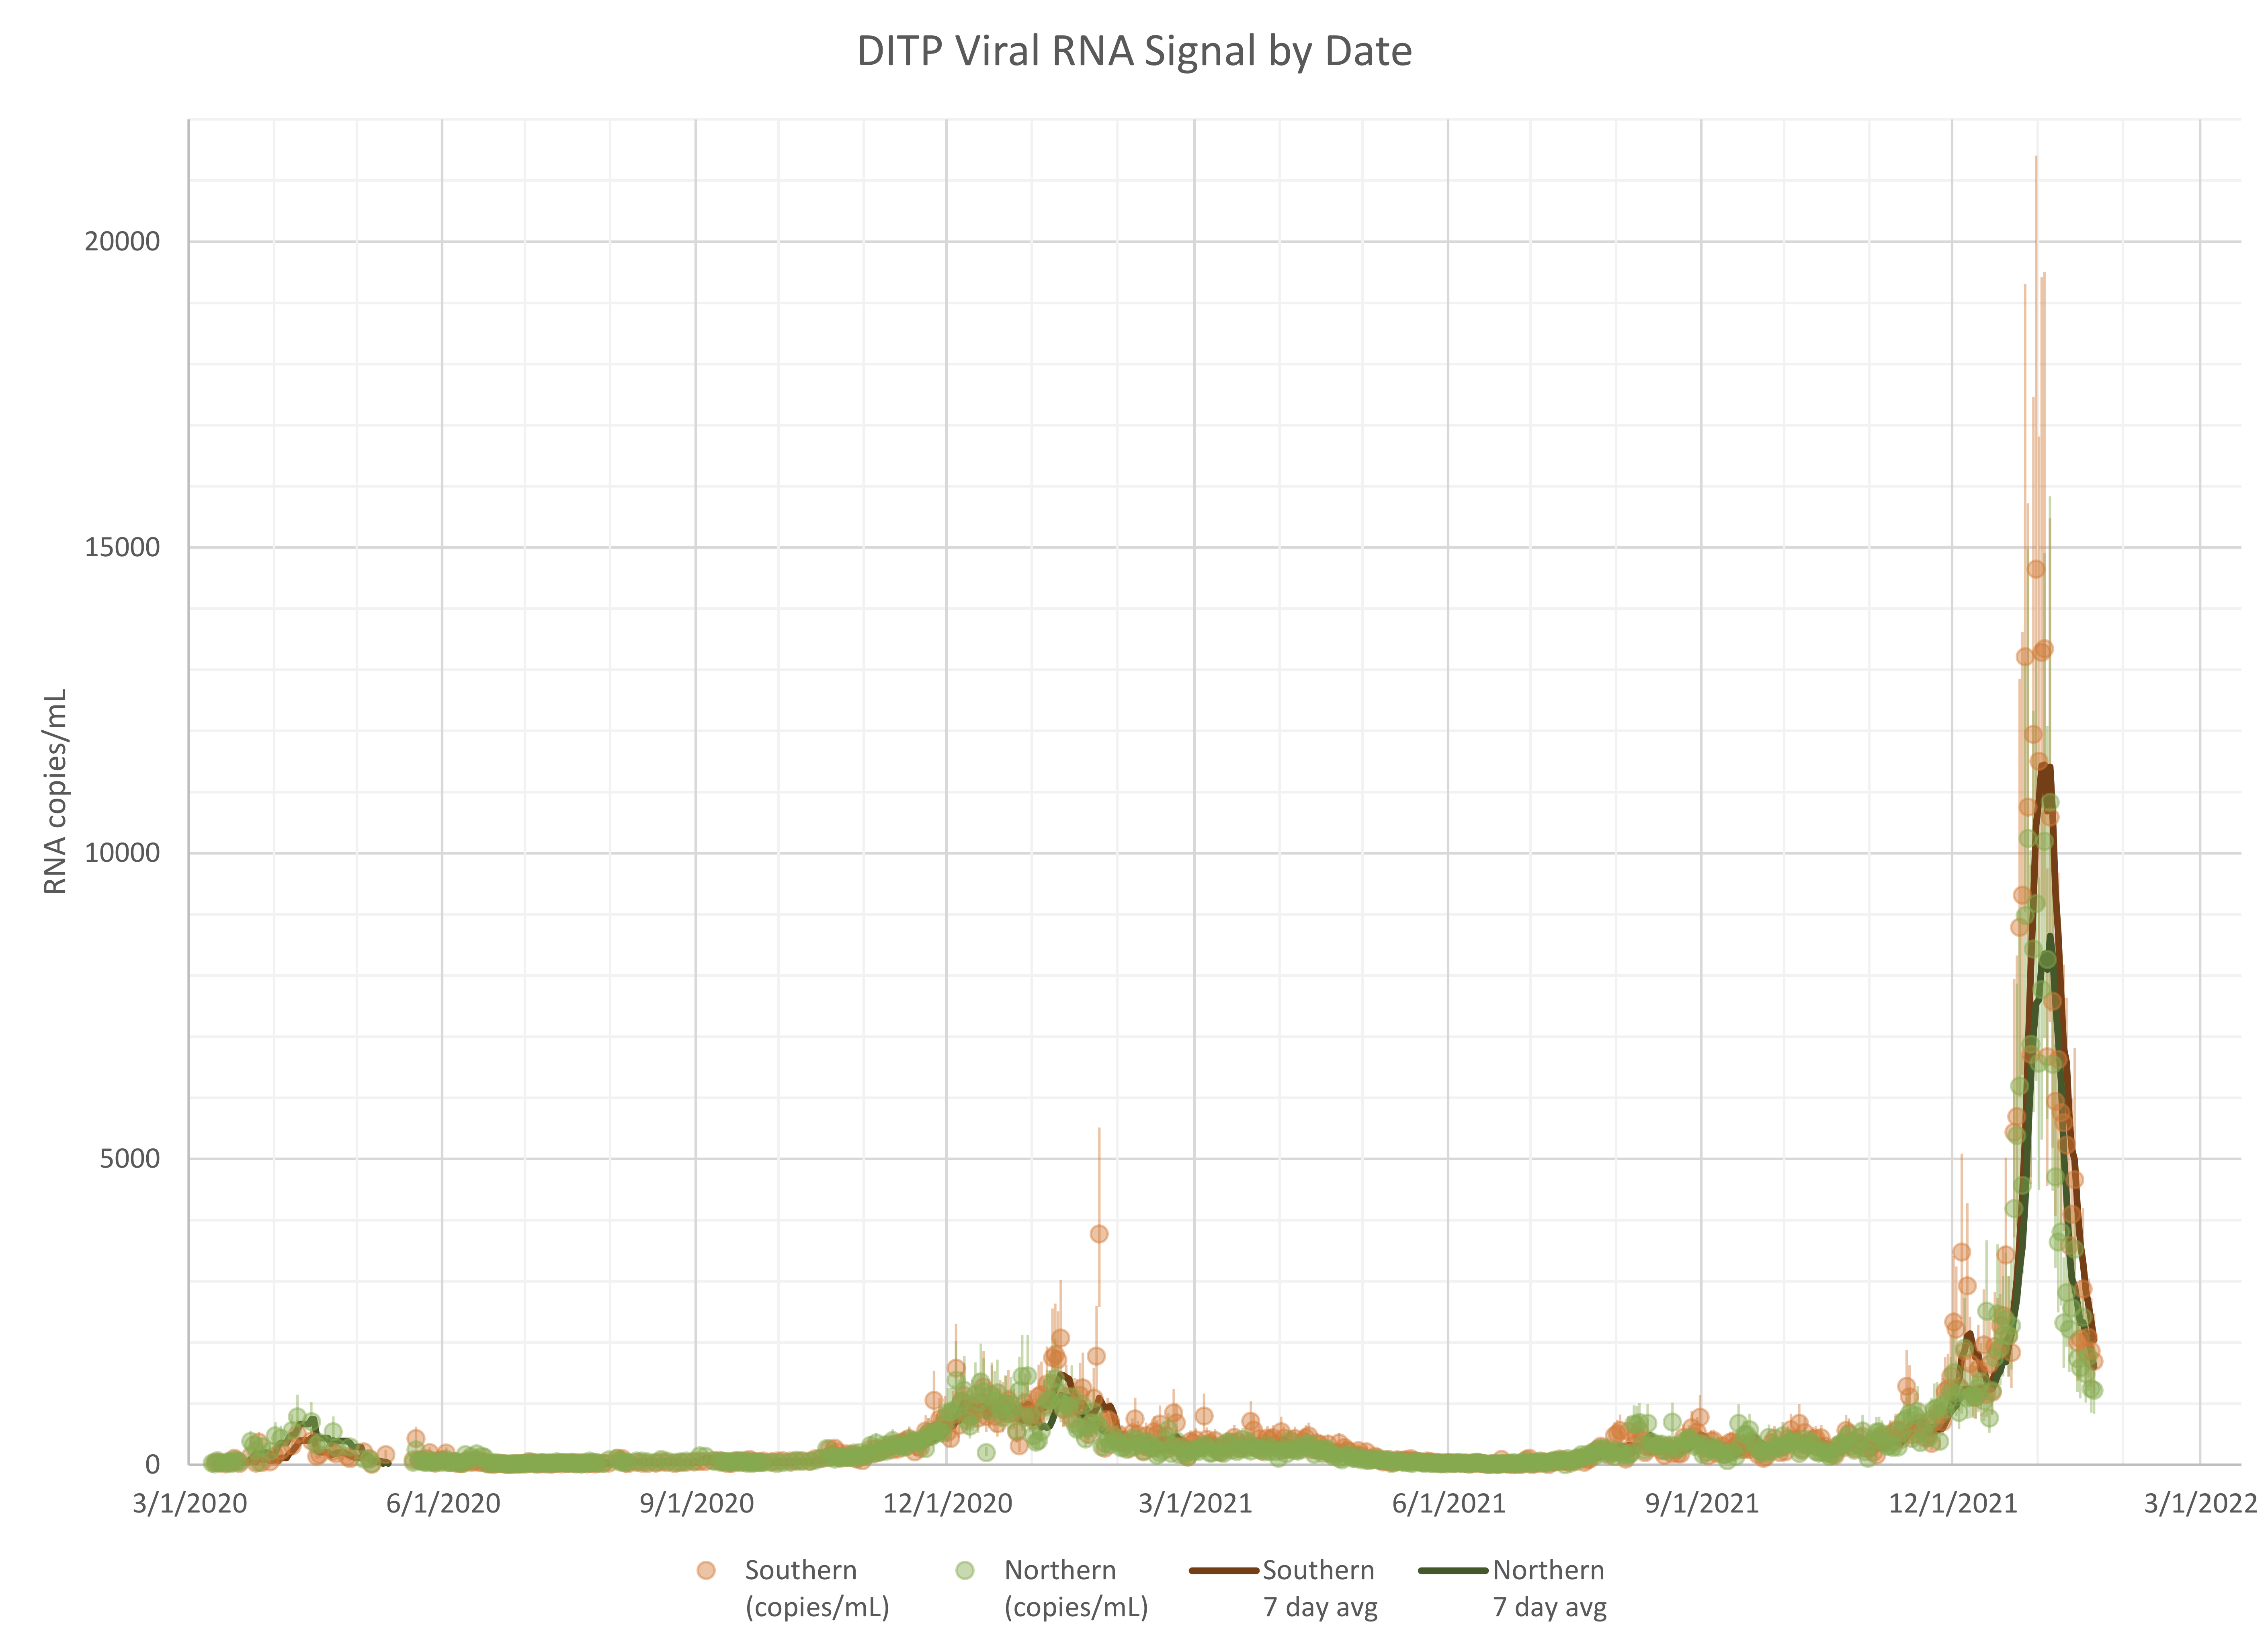 DITP Viral RNA Signal by Date
RNA copies/mL
20000
15000
10000
5000
0
3/1/2020 6/1/2020 9/1/2020 12/1/2020 3/1/2021 6/1/2021 9/1/2021 12/1/2021 3/1/2022
Southern (copies/mL)
Northern (copies/mL)
Southern 7 day avg
Northern 7 day avg